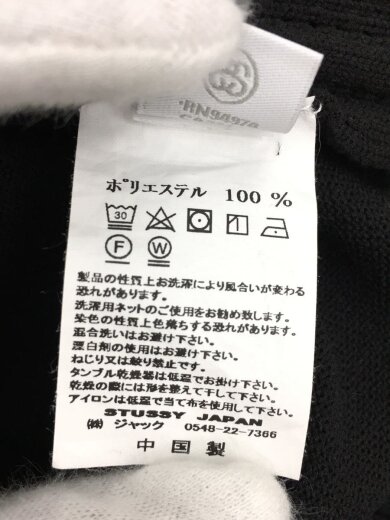 RN94974
ポリエステル 100 %
30
F W
製品の性質上お洗濯により風合いが変わる
恐れがあります。
洗濯用ネットのご使用をお勧め致します。
染色の性質上色落ちする恐れがあります。
混合洗いはお避け下さい。
漂白剤の使用はお避け下さい。
ねじり又は絞り禁止です。
タンブル乾燥器は低温でお掛け下さい。
乾燥の際には形を整えて干して下さい。
アイロンは低温で当て布を使用して下さい。
STUSSY JAPAN
㈱ ジャック 0548-22-7366
中国製